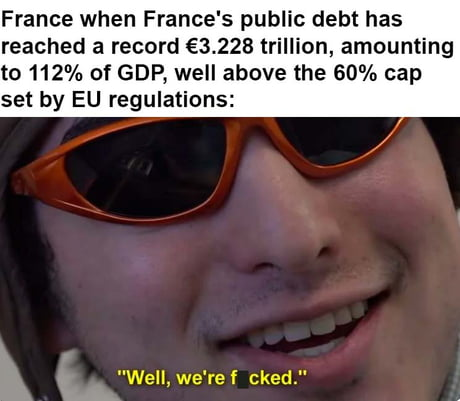 France when France's public debt has
reached a record €3.228 trillion, amounting
to 112% of GDP, well above the 60% cap
set by EU regulations:
"Well, we're f cked."